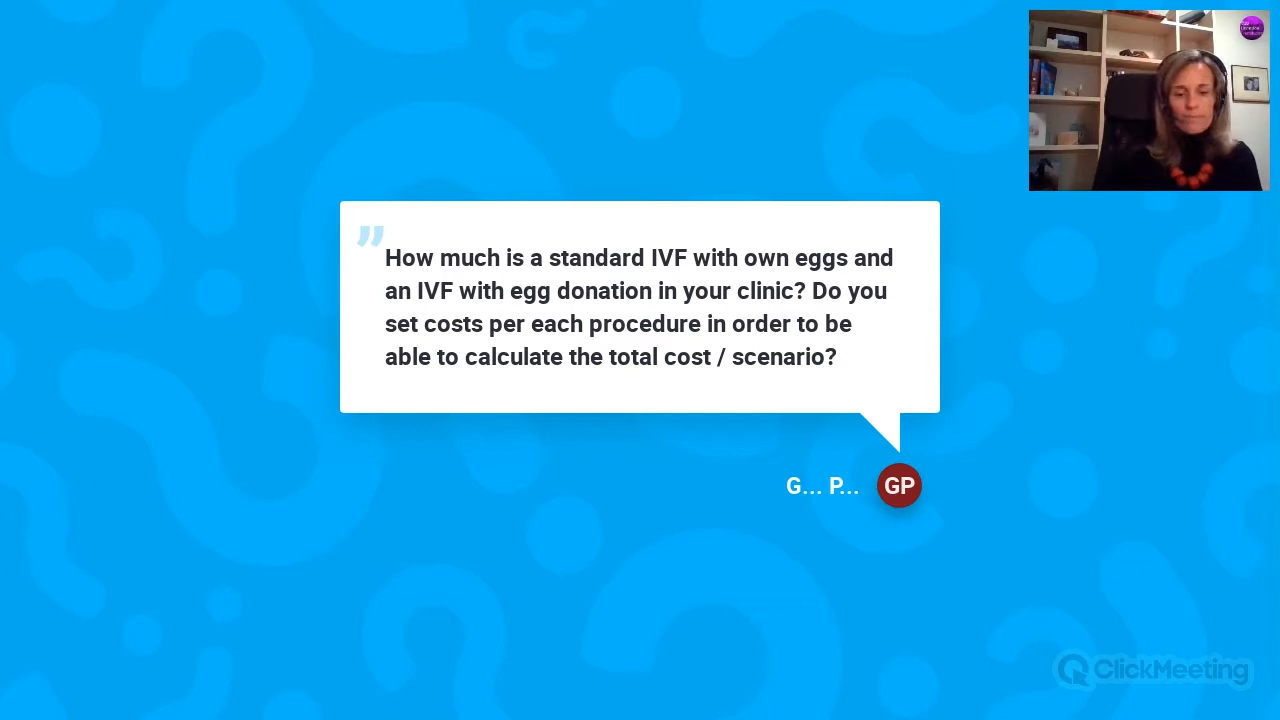 How much is a standard IVF with own eggs and
an IVF with egg donation in your clinic? Do you
set costs per each procedure in order to be
able to calculate the total cost / scenario?
G... P...
GP
ClickMeeting